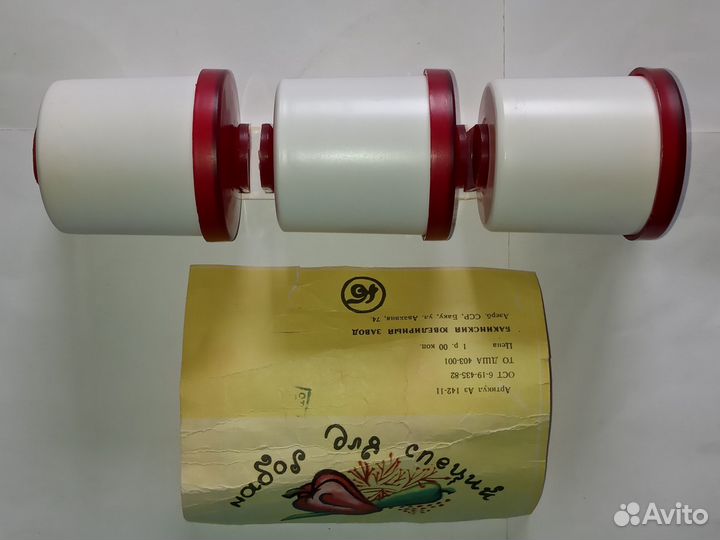 Азерб. ССР, Баку, ул. Авакяна, 74,
БАКИНСКИЙ ЮВЕЛИРНЫЙ ЗАВОД
Цена 1 р. 00 коп.
ТО ДША 403-001
ОСТ 6-19-435-82
Артикул Аз 142-11
набор для специй
Avito